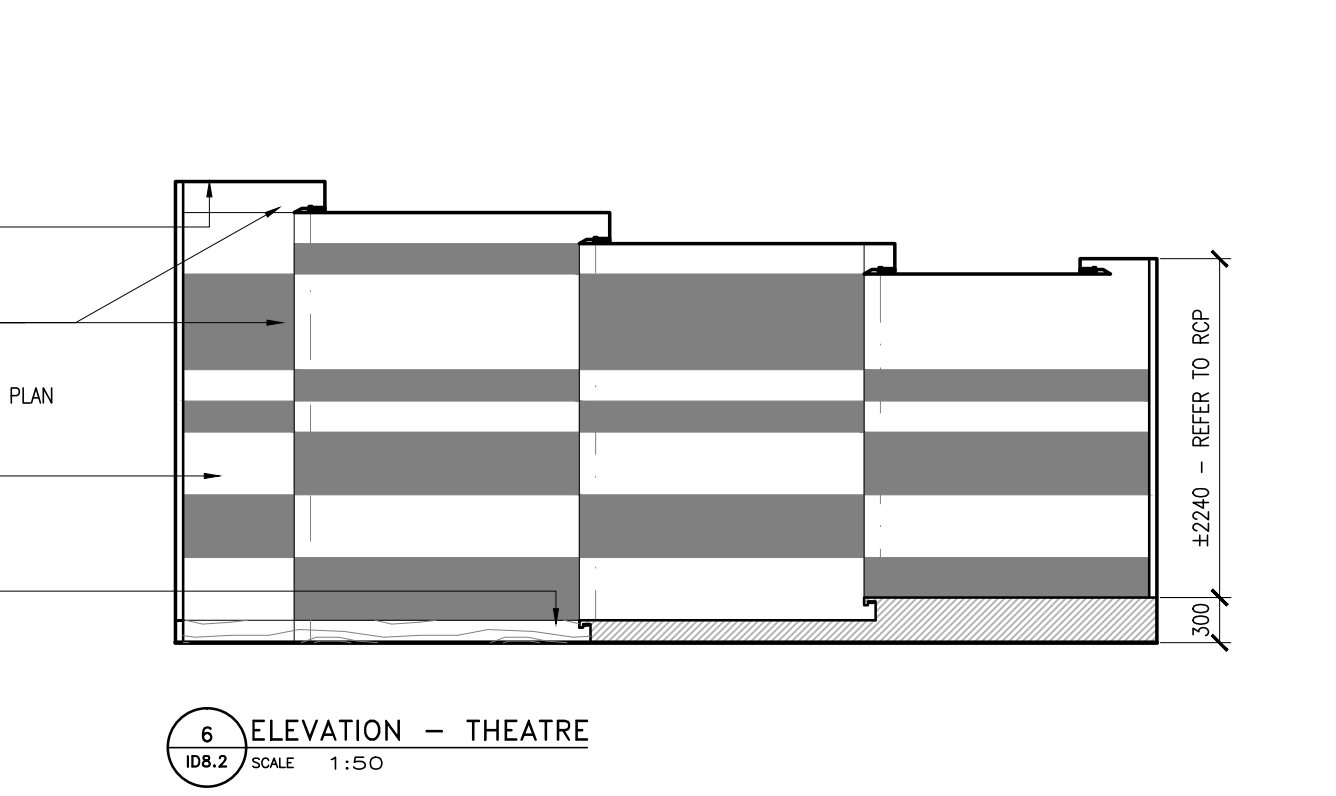 PLAN
±2240 - REFER TO RCP
300
6
ID8.2
ELEVATION - THEATRE
SCALE 1:50